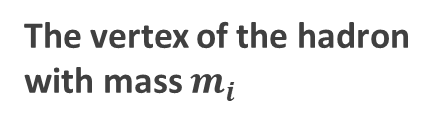 The vertex of the hadron
with mass mᵢ